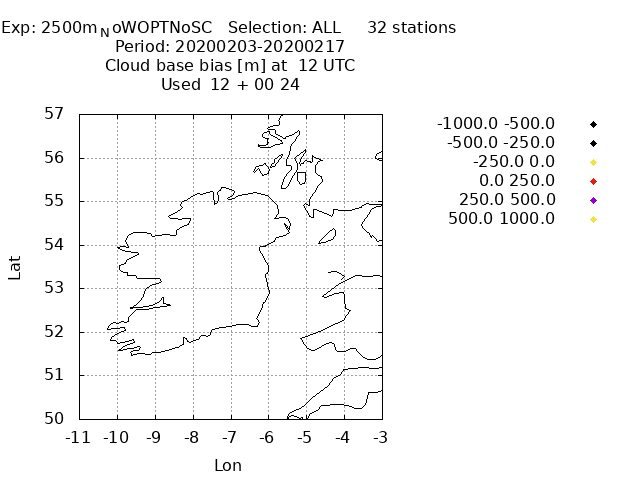 Exp: 2500mNoWOPTNoSC   Selection: ALL     32 stations
Period: 20200203-20200217
Cloud base bias [m] at  12 UTC
Used  12 + 00 24
-1000.0 -500.0
-500.0 -250.0
-250.0 0.0
0.0 250.0
250.0 500.0
500.0 1000.0
57
56
55
54
53
52
51
50
Lat
-11 -10 -9 -8 -7 -6 -5 -4 -3
Lon